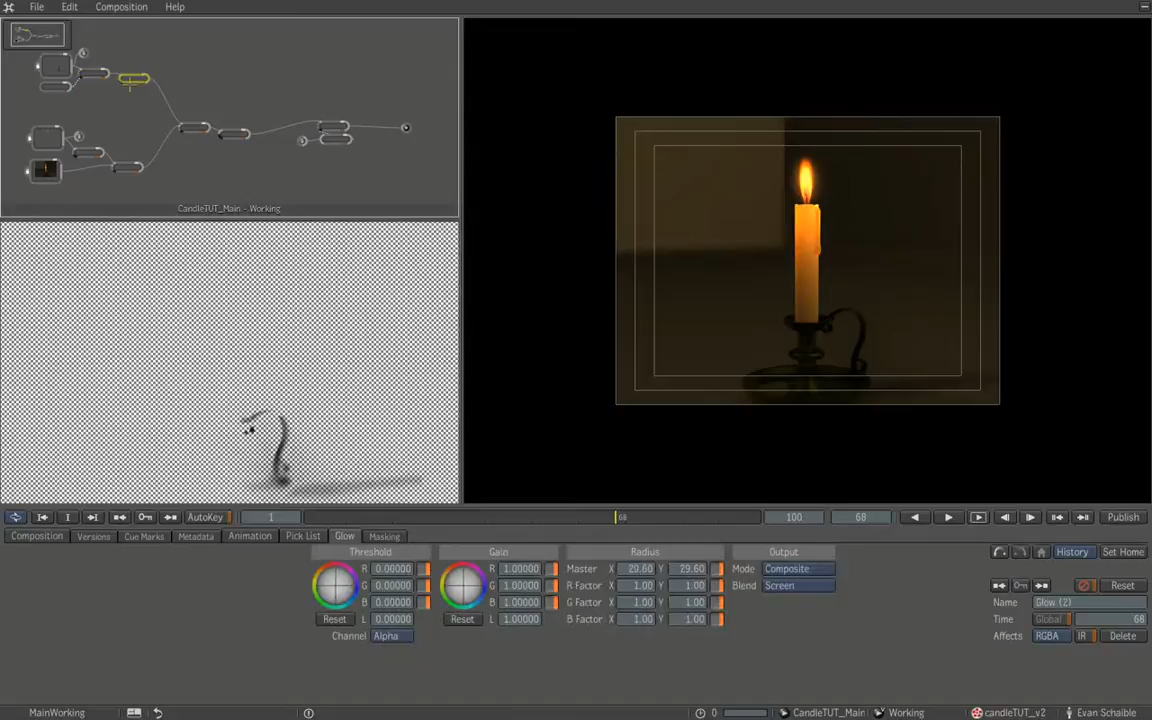 File Edit Composition Help
CandleTUT_Main - Working
AutoKey 1 68 100 68 Publish
Composition Versions Cue Marks Metadata Animation Pick List Glow Masking
Threshold Gain Radius Output History Set Home
R 0.00000 R 1.00000 Master X 29.60 Y 29.60 Mode Composite
G 0.00000 G 1.00000 R Factor X 1.00 Y 1.00 Blend Screen Reset
B 0.00000 B 1.00000 G Factor X 1.00 Y 1.00 Name Glow (2)
Reset L 0.00000 Reset L 1.00000 B Factor X 1.00 Y 1.00 Time Global 68
Channel Alpha Affects RGBA IR Delete
MainWorking 0 CandleTUT_Main Working candleTUT_v2 Evan Schaible